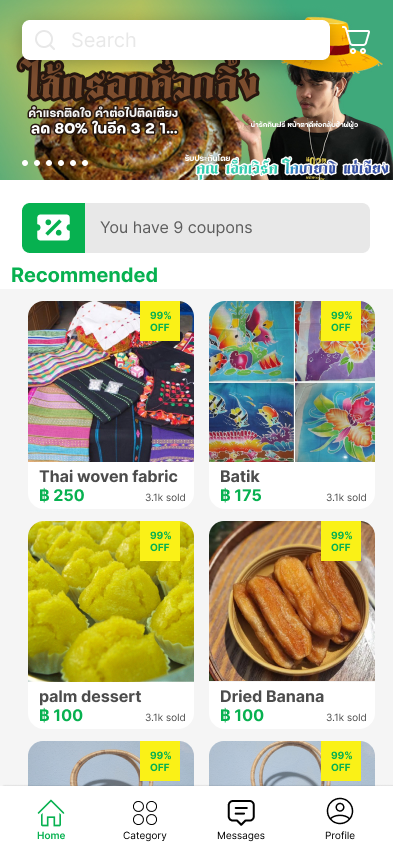 Search
ไส้กรอกหัวกลิ้ง
คำแรกติดใจ คำต่อไปติดเตียง
ลด 80% ในอีก 3 2 1...
รับประกันโดย
คุณ
You have 9 coupons
Recommended
99%
OFF
99%
OFF
Thai woven fabric
฿ 250
3.1k sold
Batik
฿ 175
3.1k sold
99%
OFF
99%
OFF
palm dessert
฿ 100
3.1k sold
Dried Banana
฿ 100
3.1k sold
99%
OFF
99%
OFF
Home
Category
Messages
Profile